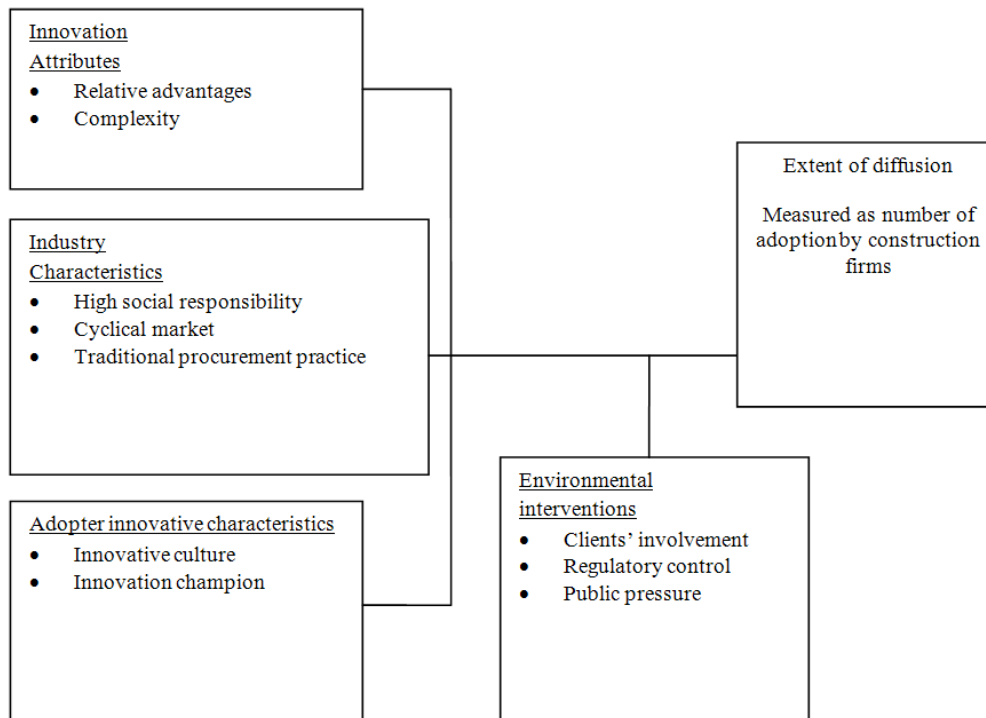 Innovation
Attributes
• Relative advantages
• Complexity
Industry
Characteristics
• High social responsibility
• Cyclical market
• Traditional procurement practice
Adopter innovative characteristics
• Innovative culture
• Innovation champion
Extent of diffusion
Measured as number of
adoptionby construction
firms
Environmental
interventions
• Clients’ involvement
• Regulatory control
• Public pressure